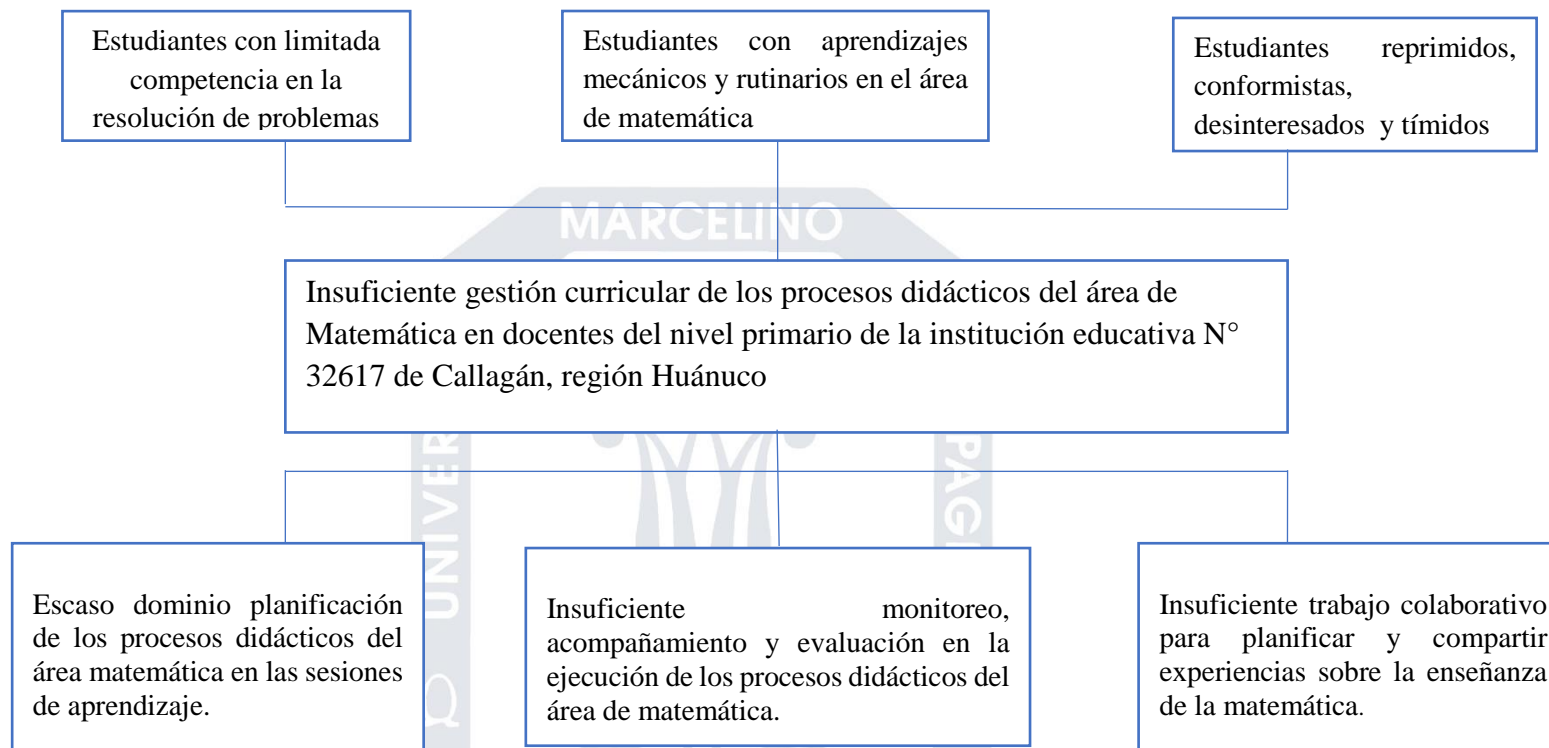 Estudiantes con limitada
competencia en la
resolución de problemas
Estudiantes con aprendizajes
mecánicos y rutinarios en el área
de matemática
Estudiantes reprimidos,
conformistas,
desinteresados y tímidos
MARCELINO
Insuficiente gestión curricular de los procesos didácticos del área de
Matemática en docentes del nivel primario de la institución educativa N°
32617 de Callagán, región Huánuco
UNIVER
PAG
Escaso dominio planificación
de los procesos didácticos del
área matemática en las sesiones
de aprendizaje.
Insuficiente monitoreo,
acompañamiento y evaluación en la
ejecución de los procesos didácticos del
área de matemática.
Insuficiente trabajo colaborativo
para planificar y compartir
experiencias sobre la enseñanza
de la matemática.